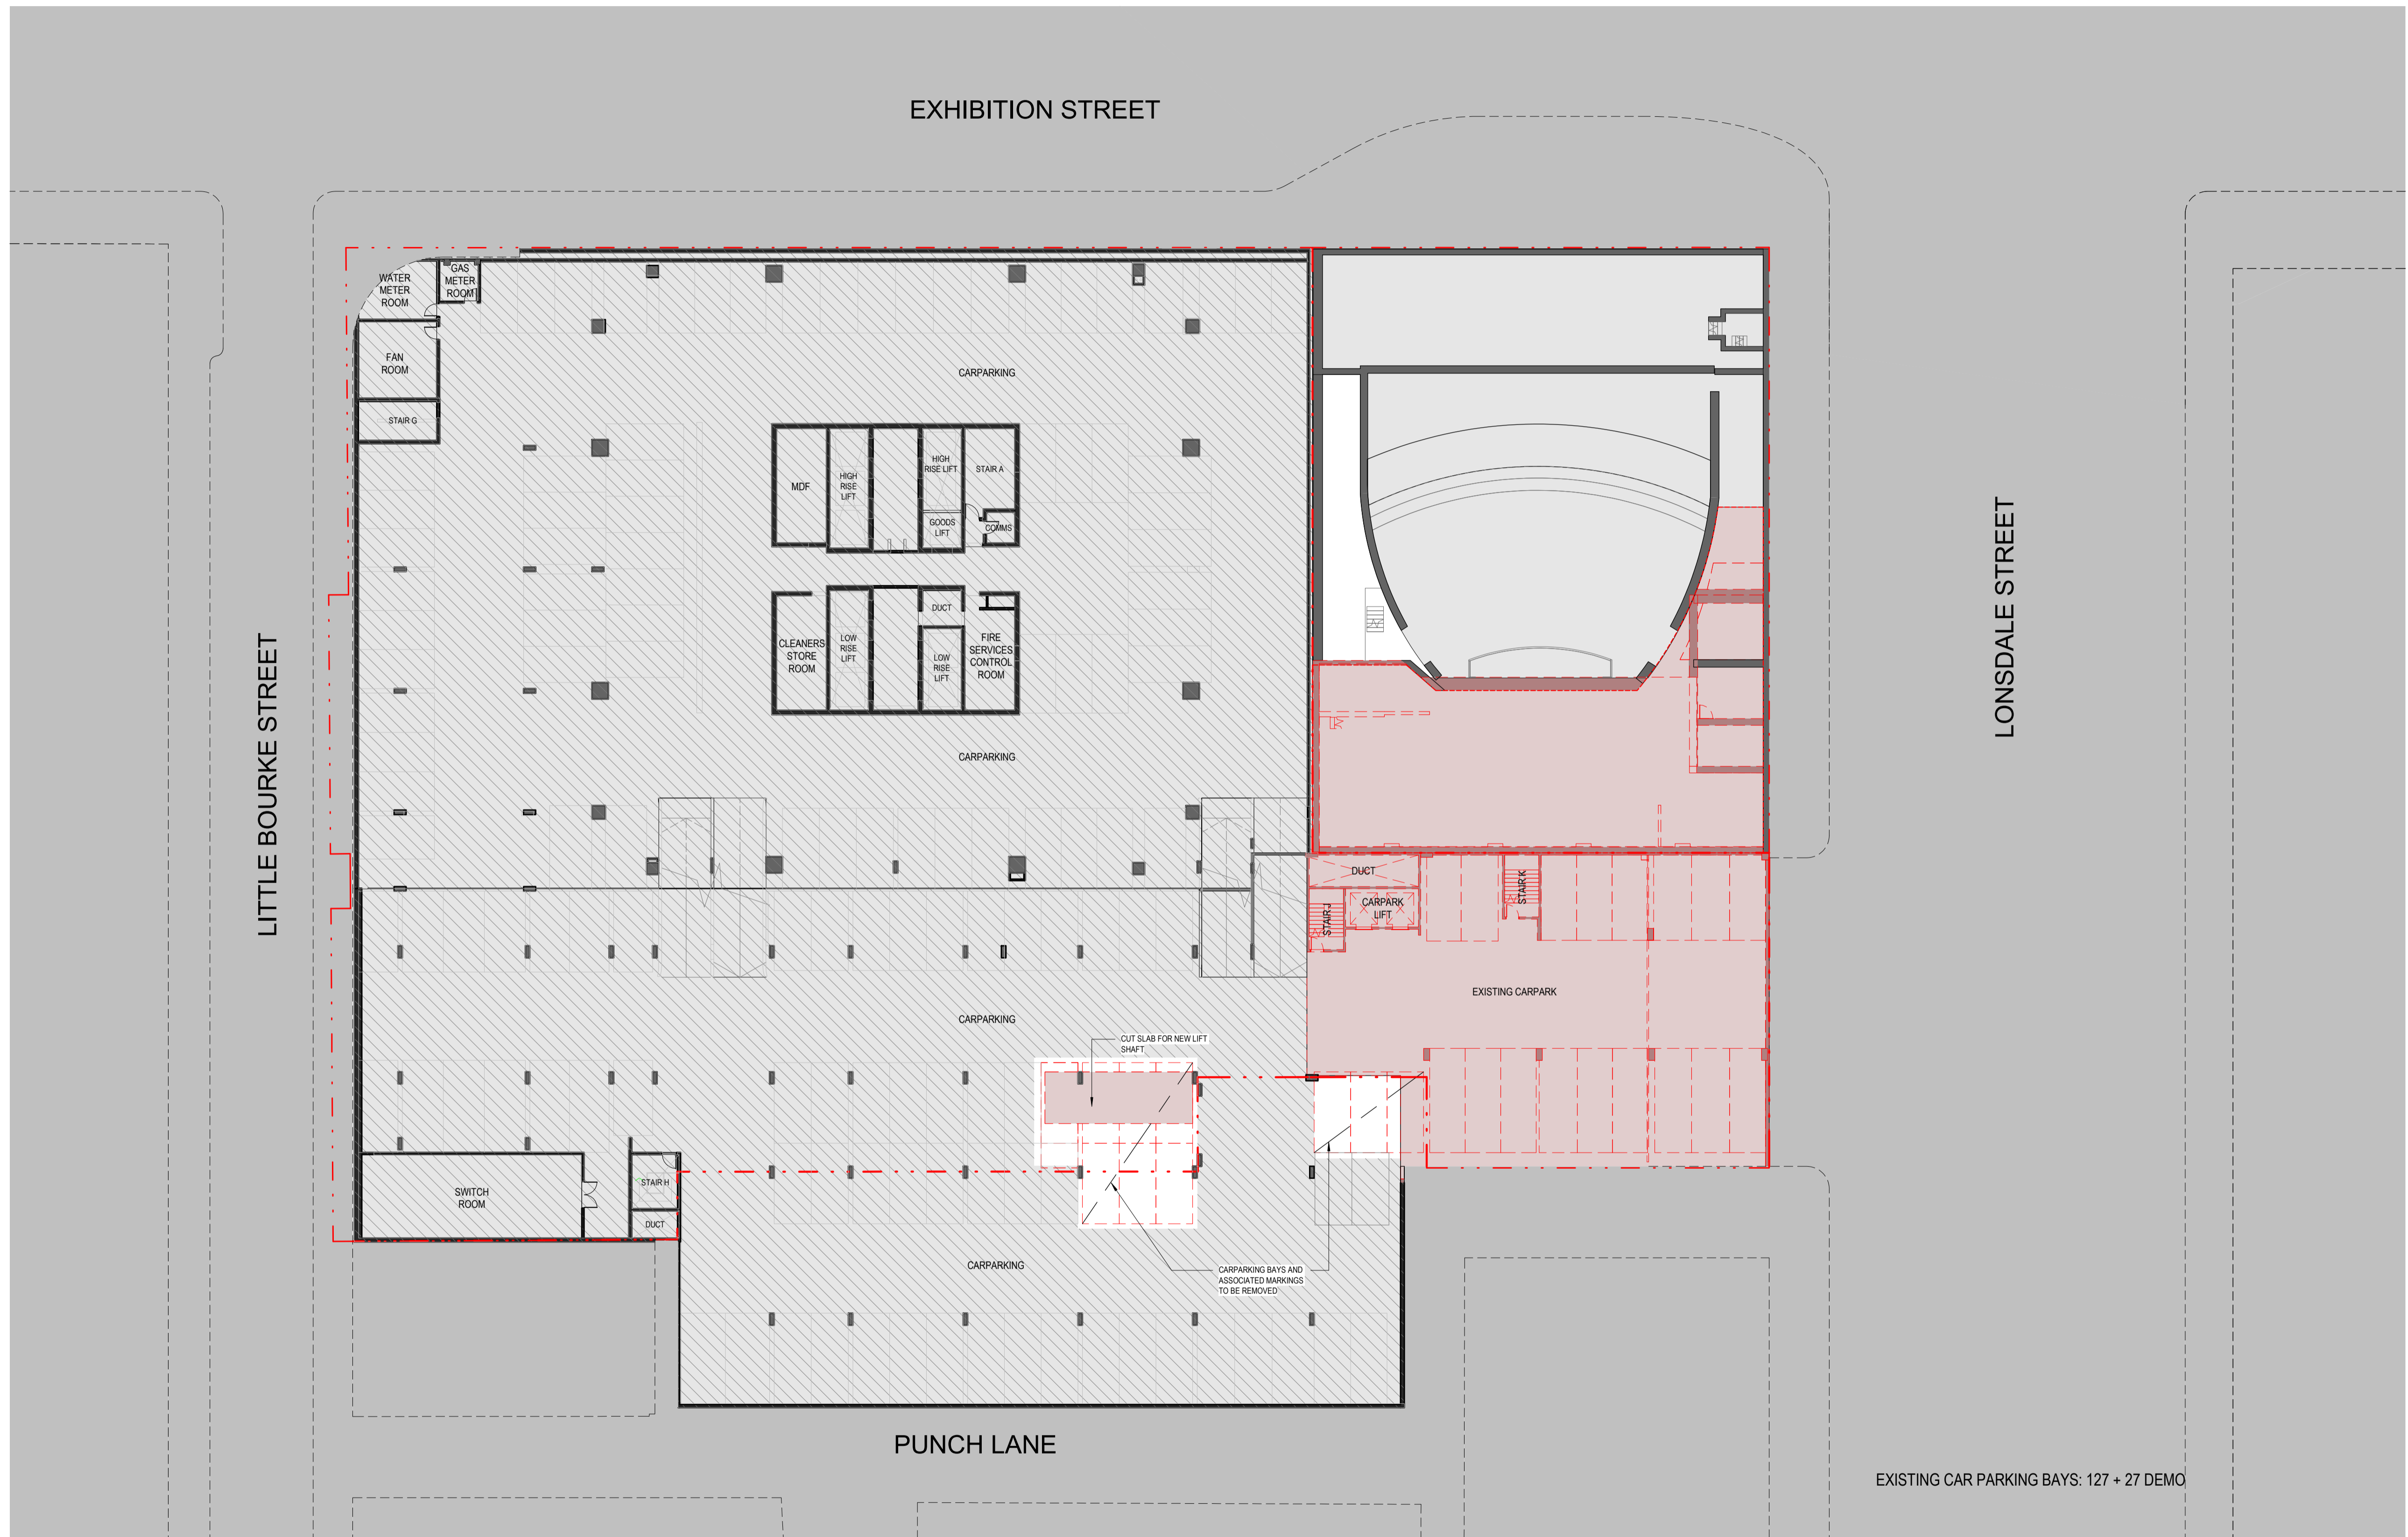 EXHIBITION STREET
WATER
METER
ROOM
GAS
METER
ROOM
FAN
ROOM
STAIR G
CARPARKING
MDF
HIGH
RISE
LIFT
HIGH
RISE LIFT
GOODS
LIFT
STAIR A
COMMS
CLEANERS
STORE
ROOM
LOW
RISE
LIFT
DUCT
LOW
RISE
LIFT
FIRE
SERVICES
CONTROL
ROOM
LITTLE BOURKE STREET
LONSDALE STREET
CARPARKING
DUCT
CARPARK
LIFT
STAIR J
STAIR K
EXISTING CARPARK
CARPARKING
CUT SLAB FOR NEW LIFT
SHAFT
SWITCH
ROOM
STAIR H
DUCT
CARPARKING
CARPARKING BAYS AND
ASSOCIATED MARKINGS
TO BE REMOVED
PUNCH LANE
EXISTING CAR PARKING BAYS: 127 + 27 DEMO